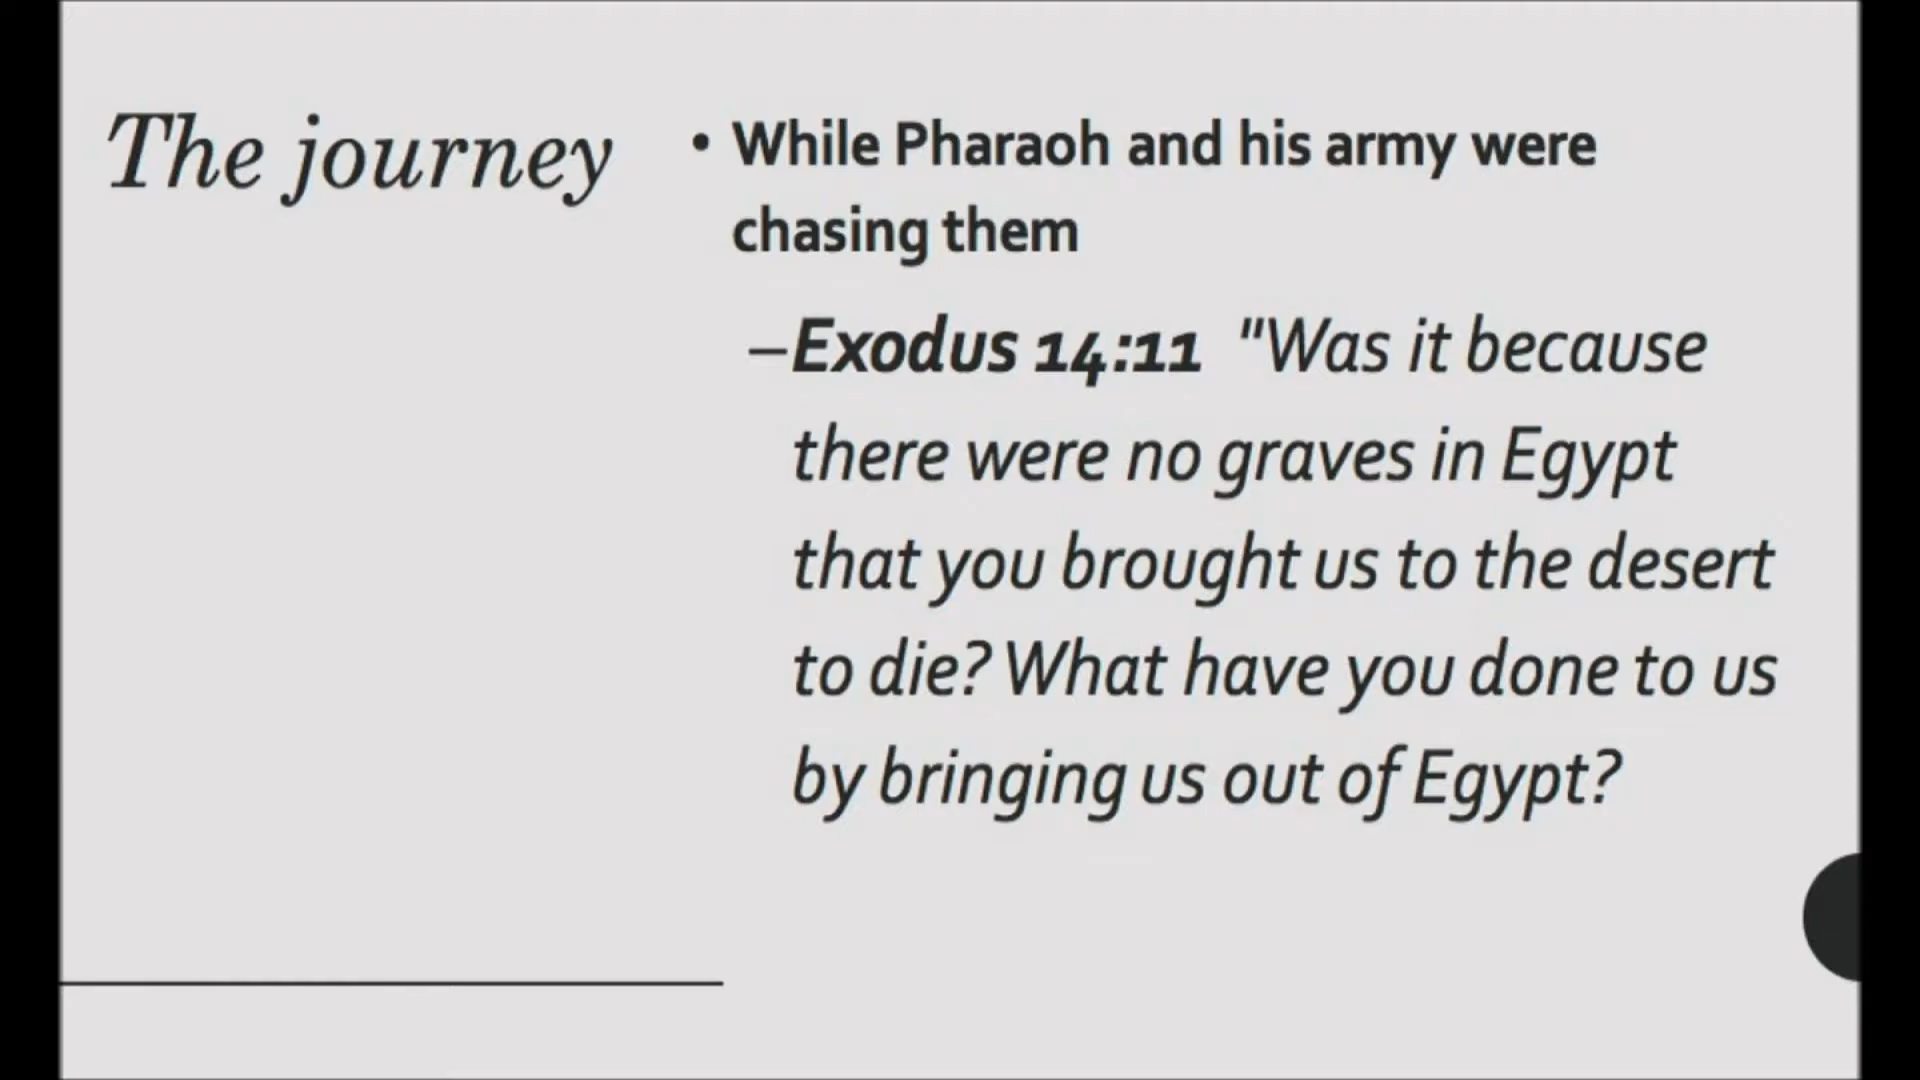 The journey
• While Pharaoh and his army were
chasing them
–Exodus 14:11 "Was it because
there were no graves in Egypt
that you brought us to the desert
to die? What have you done to us
by bringing us out of Egypt?